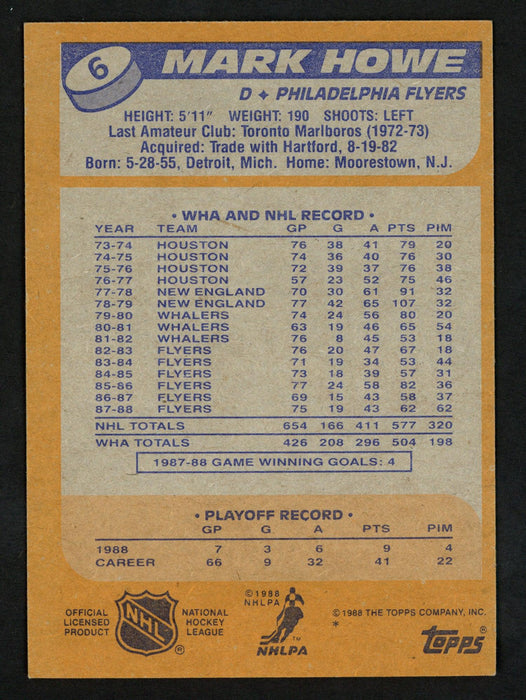 6
MARK HOWE
D ✦ PHILADELPHIA FLYERS
HEIGHT: 5'11" WEIGHT: 190 SHOOTS: LEFT
Last Amateur Club: Toronto Marlboros (1972-73)
Acquired: Trade with Hartford, 8-19-82
Born: 5-28-55, Detroit, Mich. Home: Moorestown, N.J.
• WHA AND NHL RECORD •
YEAR TEAM GP G A PTS PIM
73-74 HOUSTON 76 38 41 79 20
74-75 HOUSTON 74 36 40 76 30
75-76 HOUSTON 72 39 37 76 38
76-77 HOUSTON 57 23 52 75 46
77-78 NEW ENGLAND 70 30 61 91 32
78-79 NEW ENGLAND 77 42 65 107 32
79-80 WHALERS 74 24 56 80 20
80-81 WHALERS 63 19 46 65 54
81-82 WHALERS 76 8 45 53 18
82-83 FLYERS 76 20 47 67 18
83-84 FLYERS 71 19 34 53 44
84-85 FLYERS 73 18 39 57 31
85-86 FLYERS 77 24 58 82 36
86-87 FLYERS 69 15 43 58 37
87-88 FLYERS 75 19 43 62 62
NHL TOTALS 654 166 411 577 320
WHA TOTALS 426 208 296 504 198
1987-88 GAME WINNING GOALS: 4
• PLAYOFF RECORD •
GP G A PTS PIM
1988 7 3 6 9 4
CAREER 66 9 32 41 22
OFFICIAL LICENSED PRODUCT
NHL ®
NATIONAL HOCKEY LEAGUE
©1988 NHLPA
™
NHLPA
©1988 THE TOPPS COMPANY, INC.
*
topps®